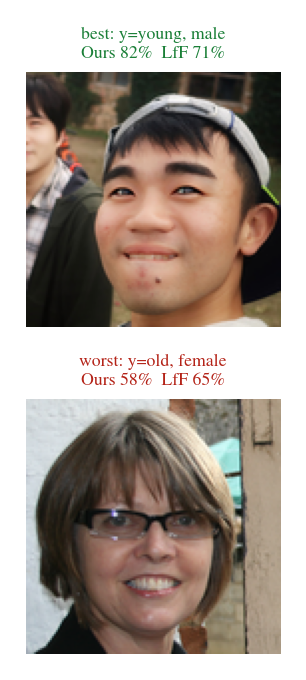 best: y=young, male
Ours 82% LfF 71%
worst: y=old, female
Ours 58% LfF 65%